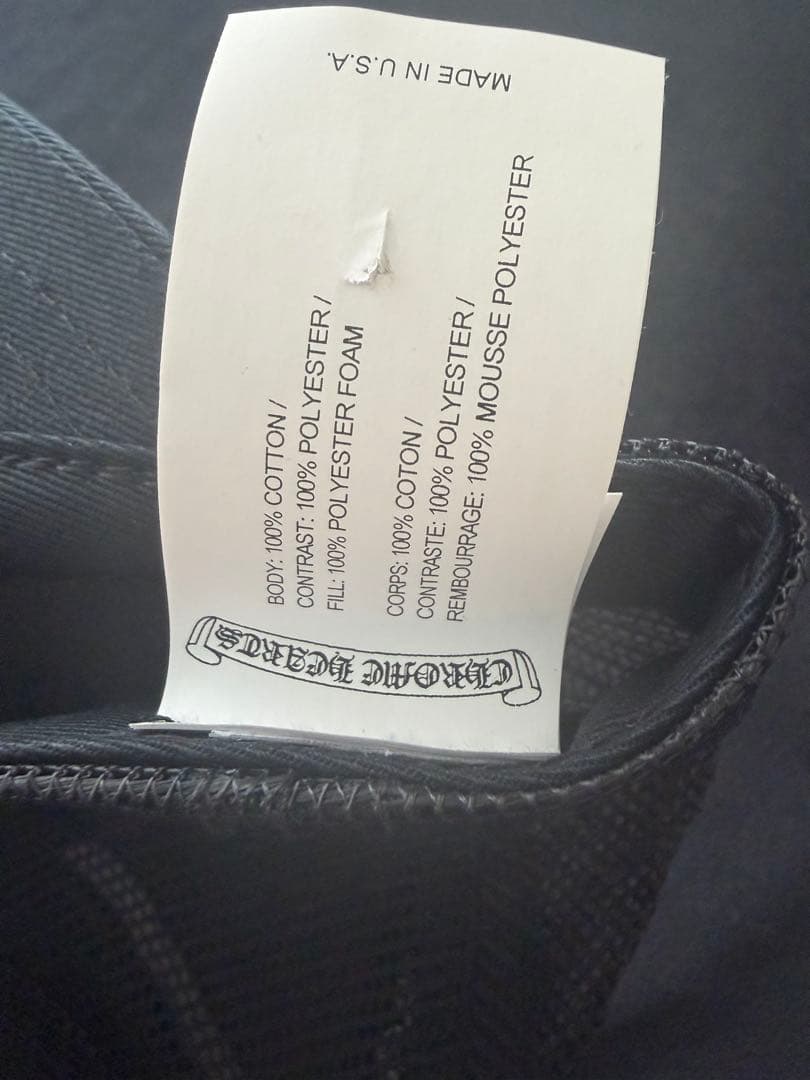 CHROME HEARTS
BODY: 100% COTTON /
CONTRAST: 100% POLYESTER /
FILL: 100% POLYESTER FOAM
CORPS: 100% COTON /
CONTRASTE: 100% POLYESTER /
REMBOURRAGE: 100% MOUSSE POLYESTER
MADE IN U.S.A.